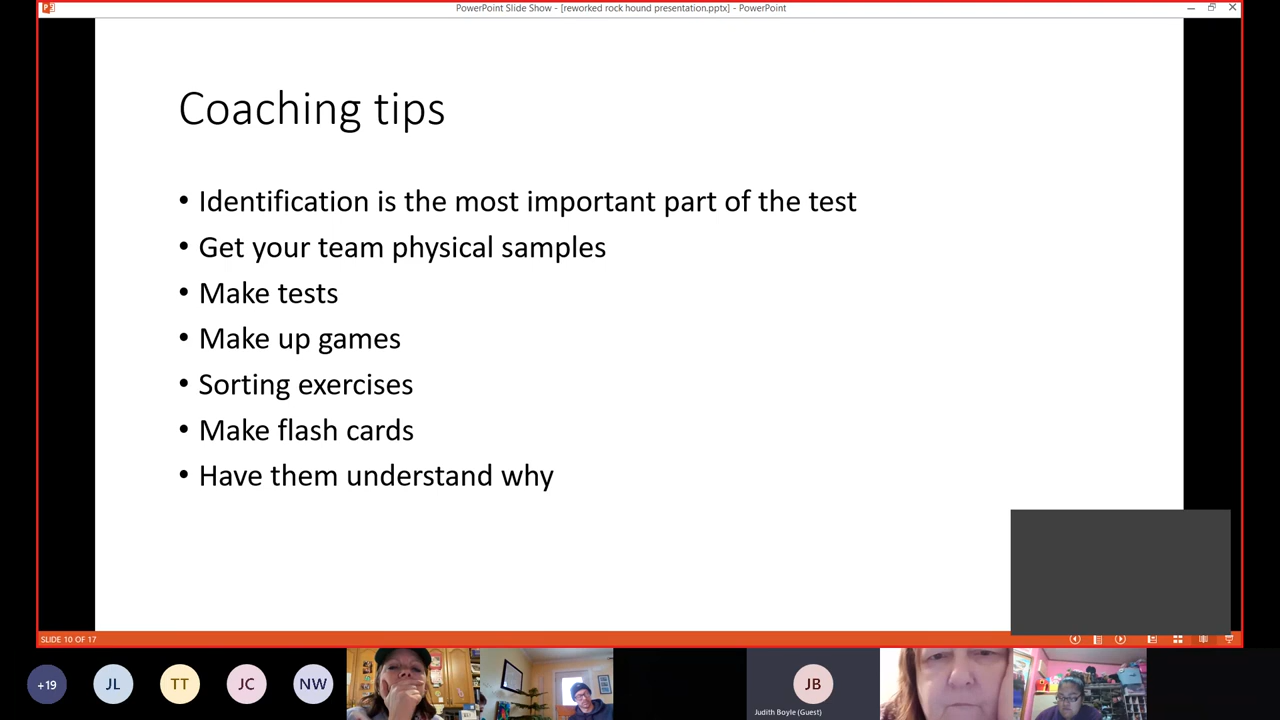 PowerPoint Slide Show - [reworked rock hound presentation.pptx] - PowerPoint
Coaching tips
• Identification is the most important part of the test
• Get your team physical samples
• Make tests
• Make up games
• Sorting exercises
• Make flash cards
• Have them understand why
SLIDE 10 OF 17
+19 JL TT JC NW JB
Judith Boyle (Guest)